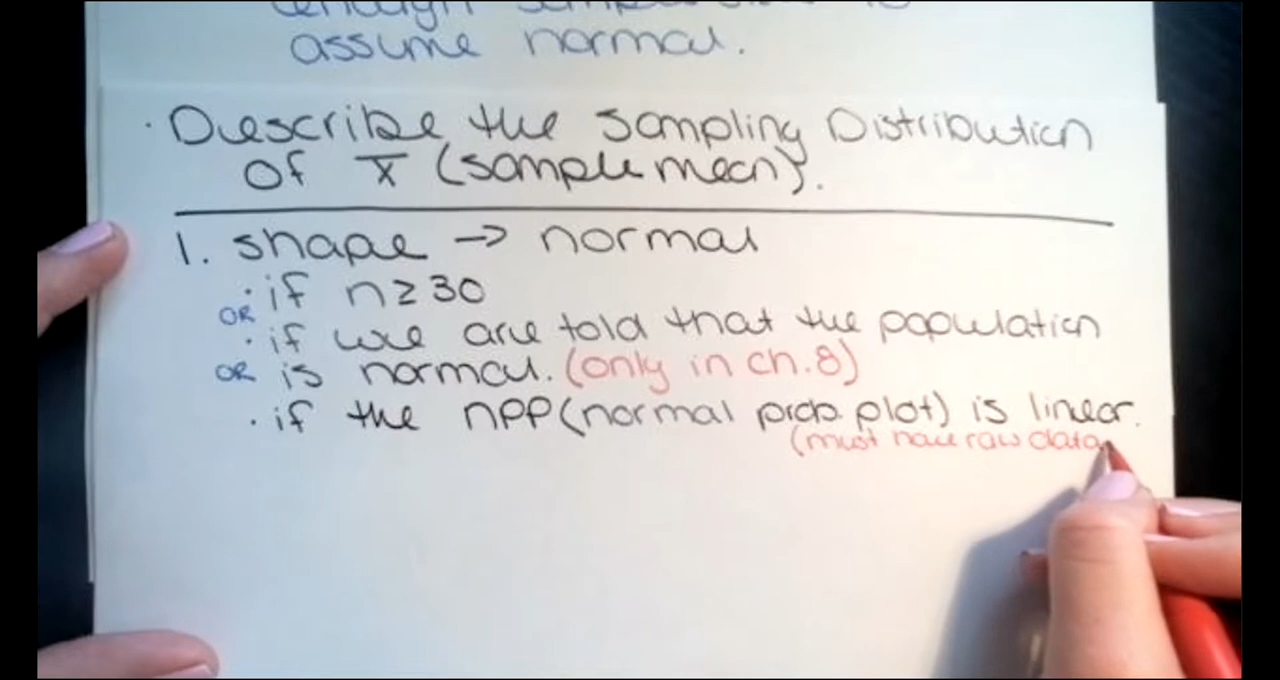 assume normal.
· Describe the Sampling Distribution
of x̄ (sample mean).
1. shape → normal
· if n ≥ 30
OR
· if we are told that the population
OR is normal. (only in ch.8)
· if the NPP (normal prob. plot) is linear.
(must have raw data